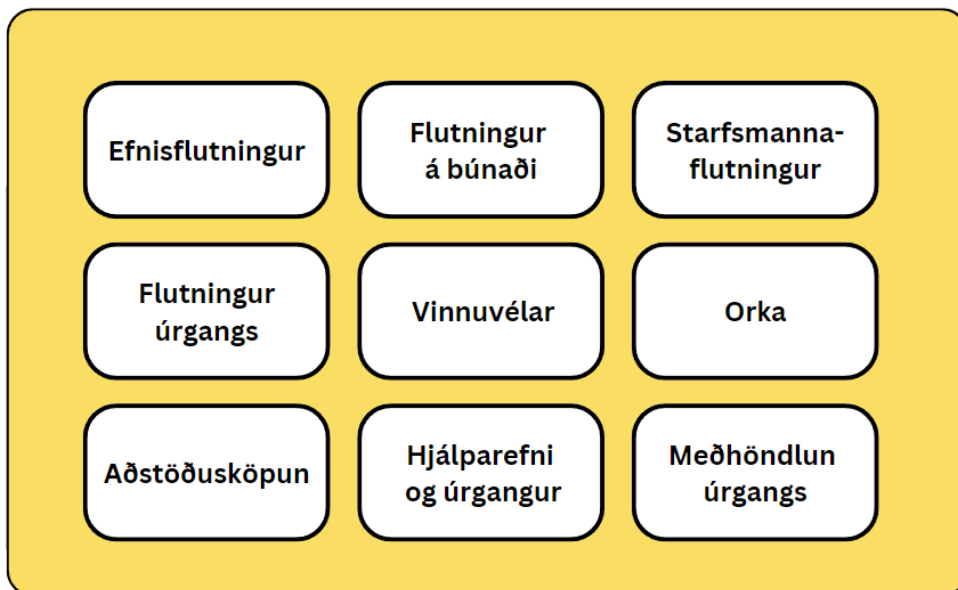 Efnisflutningur
Flutningur
á búnaði
Starfsmanna-
flutningur
Flutningur
úrgangs
Vinnuvélar
Orka
Aðstöðusköpun
Hjálparefni
og úrgangur
Meðhöndlun
úrgangs